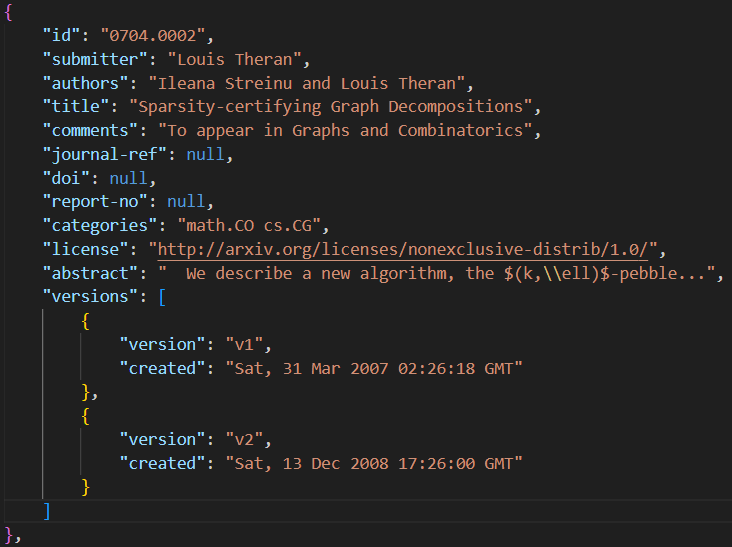 {
    "id": "0704.0002",
    "submitter": "Louis Theran",
    "authors": "Ileana Streinu and Louis Theran",
    "title": "Sparsity-certifying Graph Decompositions",
    "comments": "To appear in Graphs and Combinatorics",
    "journal-ref": null,
    "doi": null,
    "report-no": null,
    "categories": "math.CO cs.CG",
    "license": "http://arxiv.org/licenses/nonexclusive-distrib/1.0/",
    "abstract": "  We describe a new algorithm, the $(k,\\ell)$-pebble...",
    "versions": [
        {
            "version": "v1",
            "created": "Sat, 31 Mar 2007 02:26:18 GMT"
        },
        {
            "version": "v2",
            "created": "Sat, 13 Dec 2008 17:26:00 GMT"
        }
    ]
},